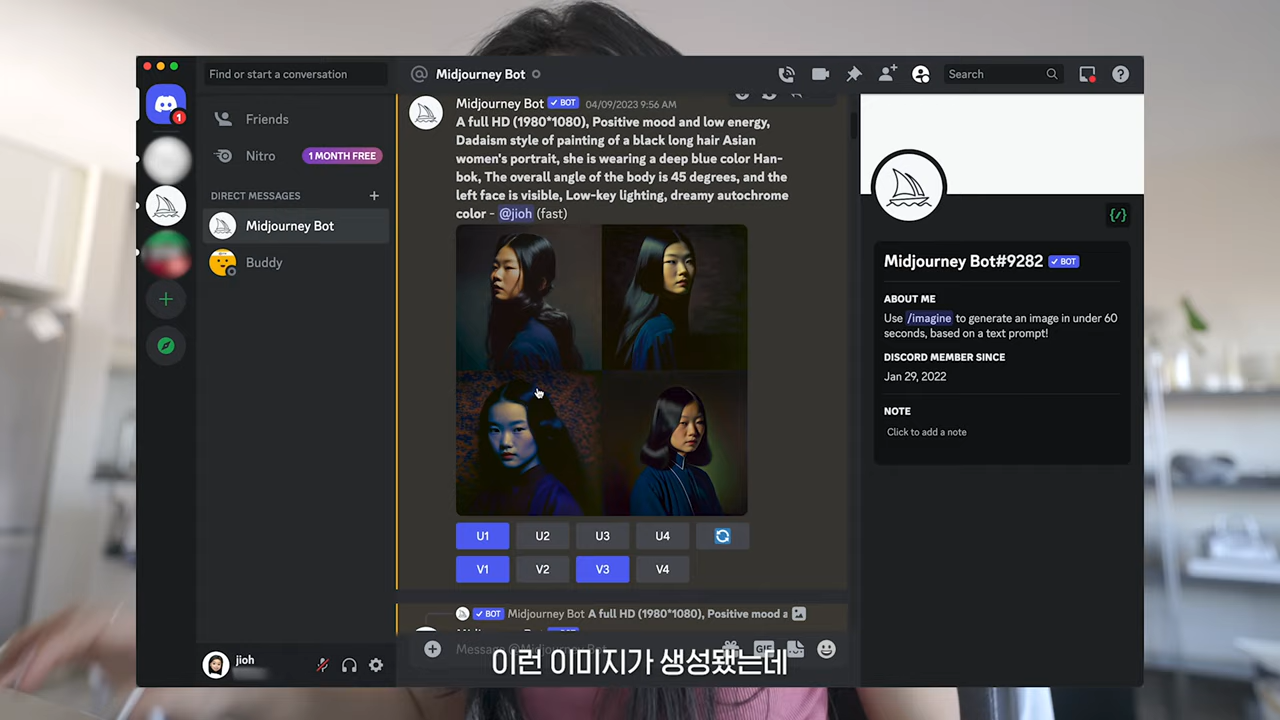 Find or start a conversation
Friends
Nitro
1 MONTH FREE
DIRECT MESSAGES
Midjourney Bot
Buddy
jioh
1
@ Midjourney Bot
Search
Midjourney Bot ✓ BOT 04/09/2023 9:56 AM
A full HD (1980*1080), Positive mood and low energy,
Dadaism style of painting of a black long hair Asian
women's portrait, she is wearing a deep blue color Han-
bok, The overall angle of the body is 45 degrees, and the
left face is visible, Low-key lighting, dreamy autochrome
color - @jioh (fast)
U1 U2 U3 U4
V1 V2 V3 V4
✓ BOT Midjourney Bot A full HD (1980*1080), Positive mood a
GIF
이런 이미지가 생성됐는데
Midjourney Bot#9282 ✓ BOT
ABOUT ME
Use /imagine to generate an image in under 60
seconds, based on a text prompt!
DISCORD MEMBER SINCE
Jan 29, 2022
NOTE
Click to add a note